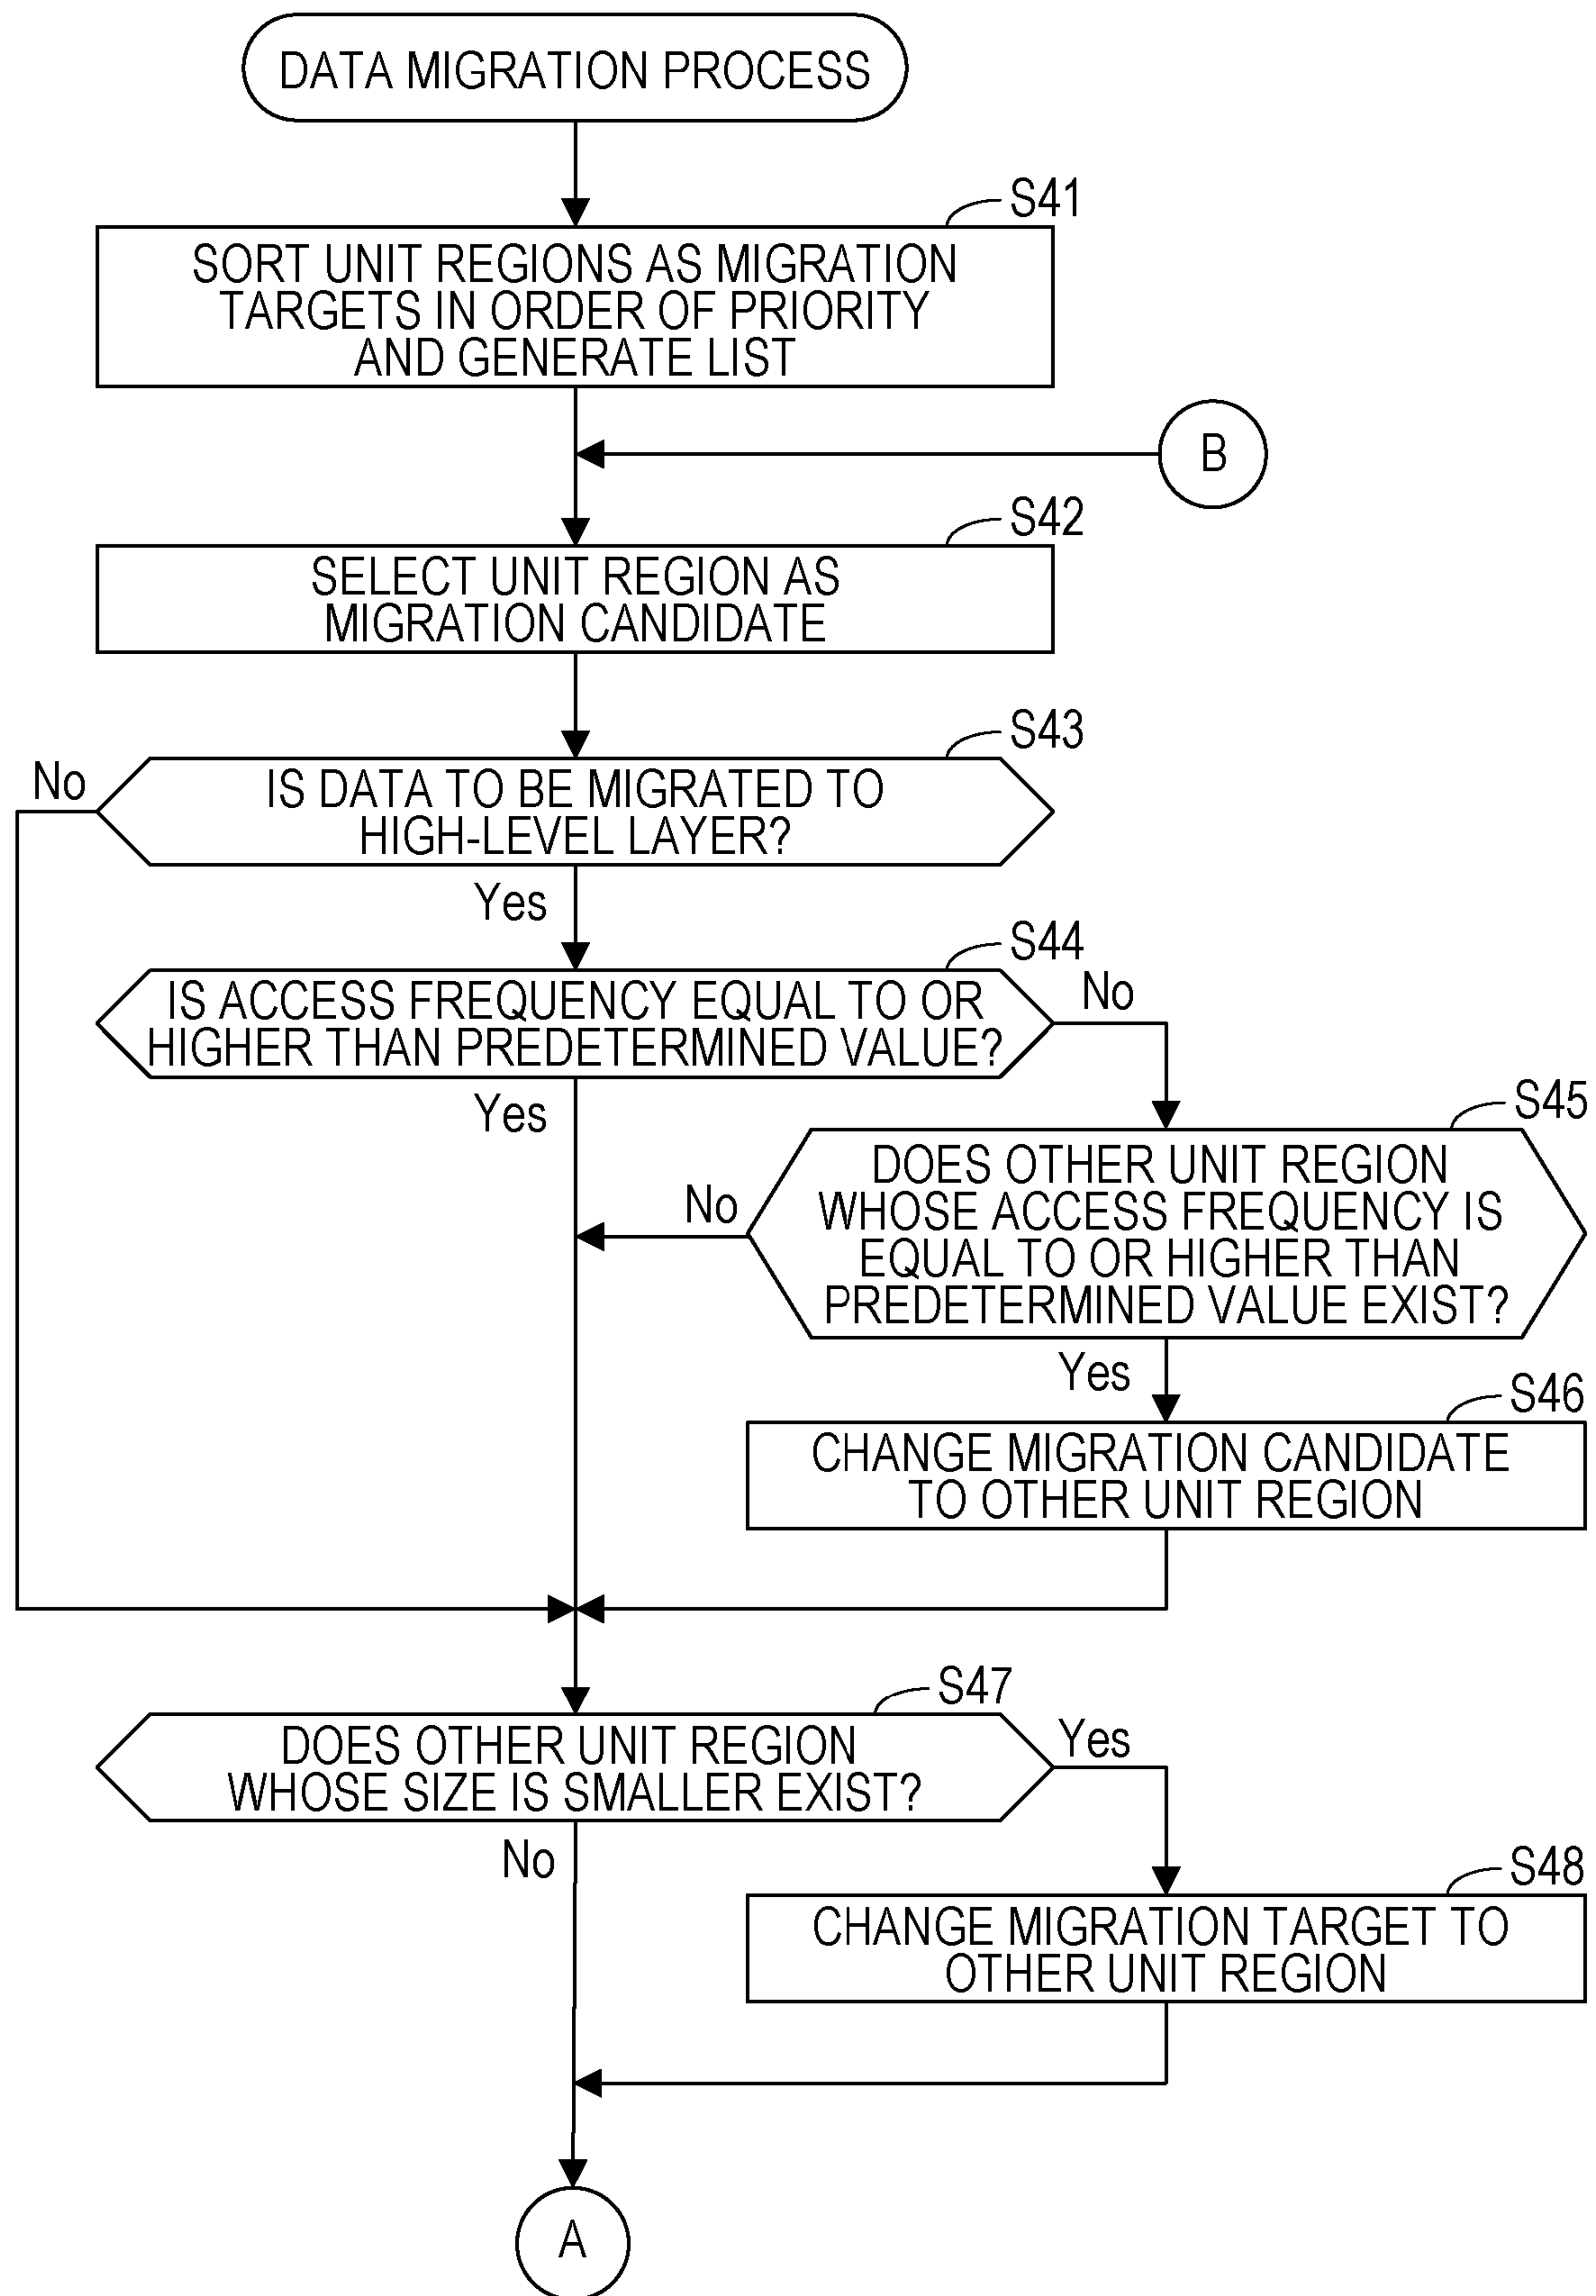 DATA MIGRATION PROCESS
S41
SORT UNIT REGIONS AS MIGRATION
TARGETS IN ORDER OF PRIORITY
AND GENERATE LIST
B
S42
SELECT UNIT REGION AS
MIGRATION CANDIDATE
S43
No
IS DATA TO BE MIGRATED TO
HIGH-LEVEL LAYER?
Yes
S44
IS ACCESS FREQUENCY EQUAL TO OR
HIGHER THAN PREDETERMINED VALUE?
No
Yes
S45
DOES OTHER UNIT REGION
WHOSE ACCESS FREQUENCY IS
EQUAL TO OR HIGHER THAN
PREDETERMINED VALUE EXIST?
No
Yes
S46
CHANGE MIGRATION CANDIDATE
TO OTHER UNIT REGION
S47
DOES OTHER UNIT REGION
WHOSE SIZE IS SMALLER EXIST?
Yes
No
S48
CHANGE MIGRATION TARGET TO
OTHER UNIT REGION
A